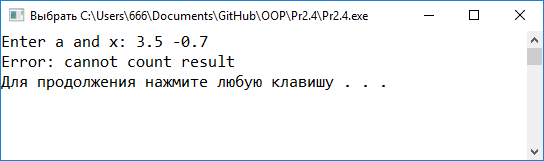 Выбрать C:\Users\666\Documents\GitHub\OOP\Pr2.4\Pr2.4.exe
Enter a and x: 3.5 -0.7
Error: cannot count result
Для продолжения нажмите любую клавишу . . .